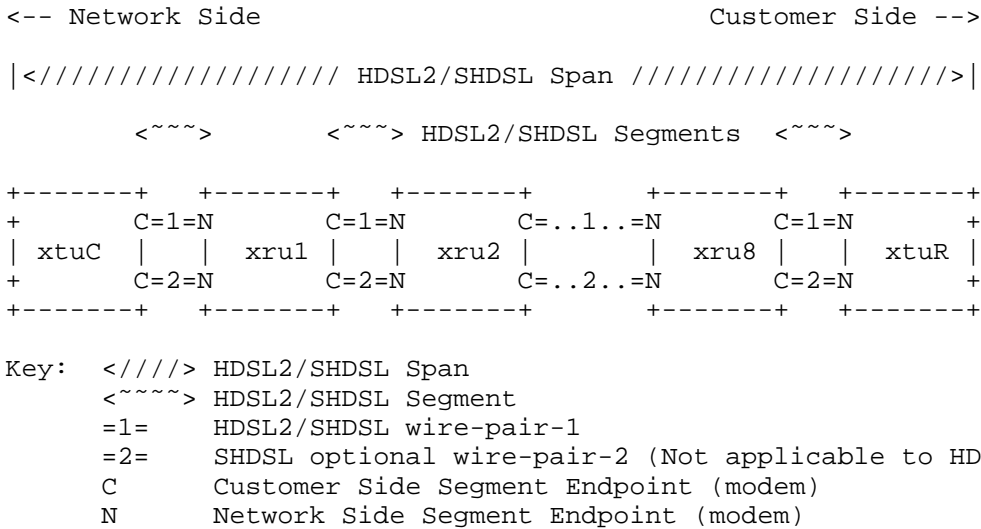 <-- Network Side                             Customer Side -->
|<//////////////////// HDSL2/SHDSL Span ////////////////////>|
        <~~~>       <~~~> HDSL2/SHDSL Segments  <~~~>
+-------+   +-------+   +-------+       +-------+   +-------+
+       C=1=N       C=1=N       C=..1..=N       C=1=N       +
| xtuC  |   |  xru1 |   |  xru2 |       |  xru8 |   |  xtuR |
+       C=2=N       C=2=N       C=..2..=N       C=2=N       +
+-------+   +-------+   +-------+       +-------+   +-------+
Key:  <////> HDSL2/SHDSL Span
      <~~~~> HDSL2/SHDSL Segment
      =1=    HDSL2/SHDSL wire-pair-1
      =2=    SHDSL optional wire-pair-2 (Not applicable to HD
      C      Customer Side Segment Endpoint (modem)
      N      Network Side Segment Endpoint (modem)